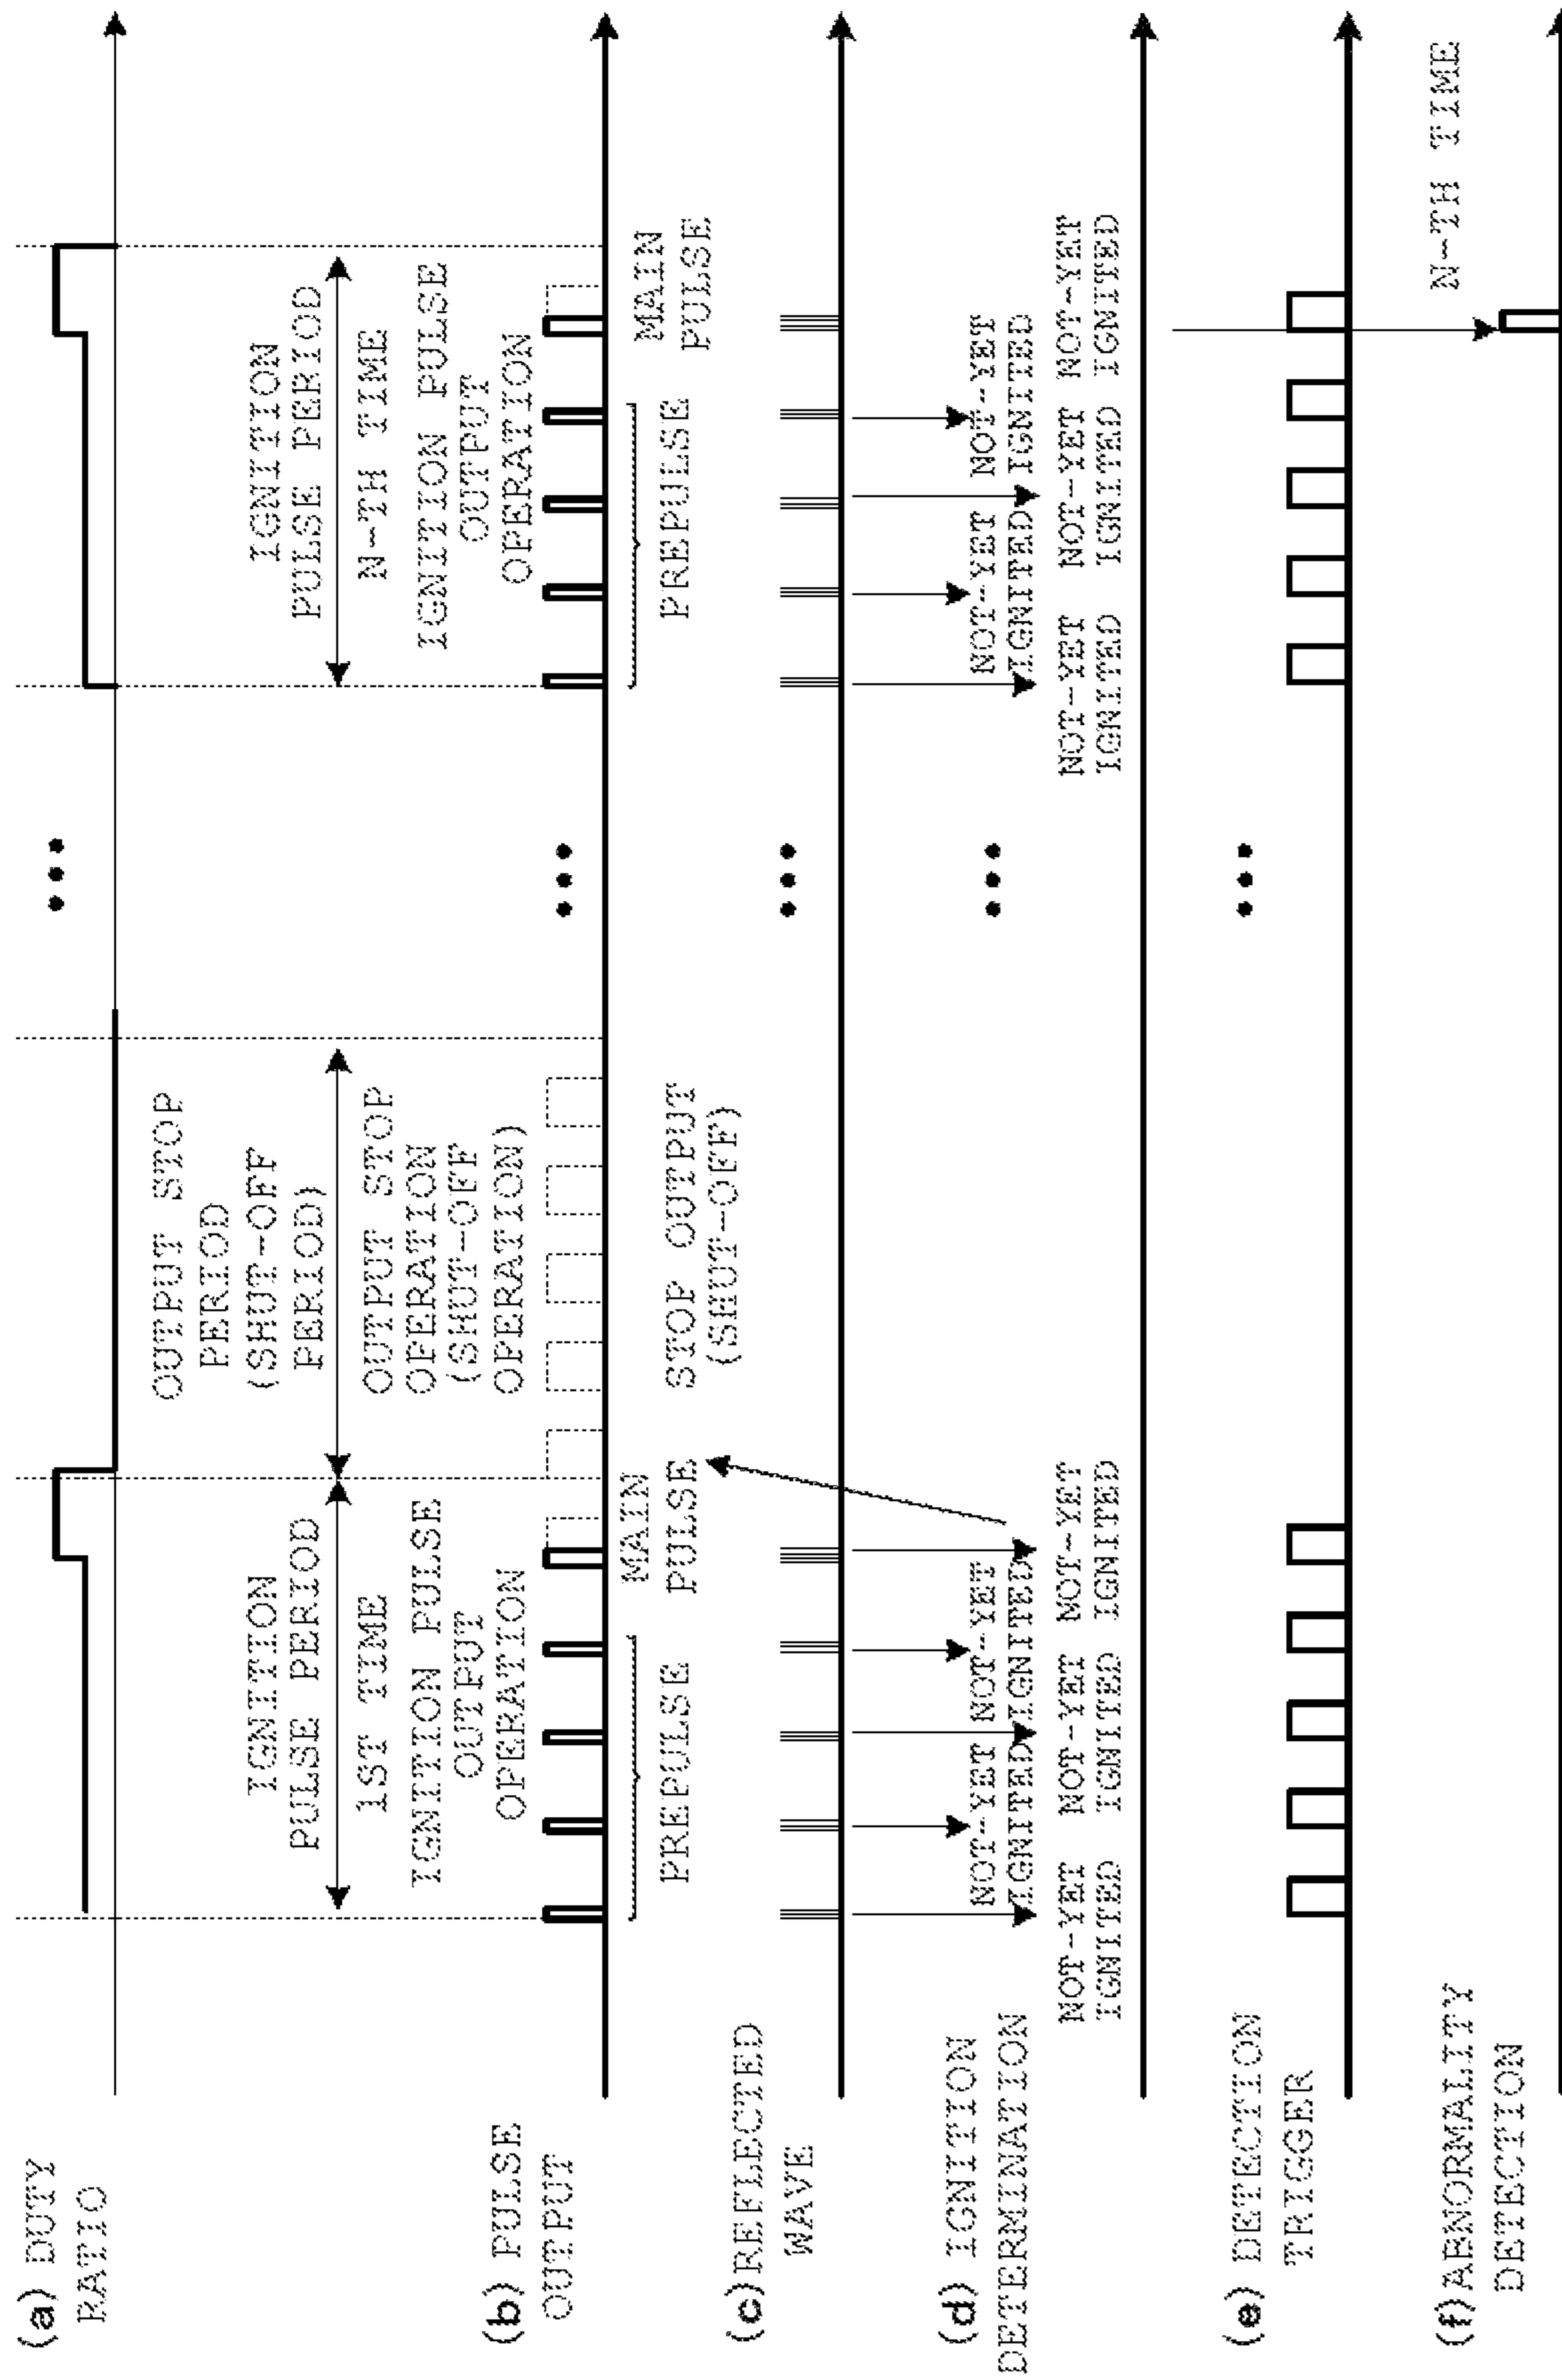 (a) DUTY
RATIO
OUTPUT STOP
PERIOD
(SHUT-OFF
PERIOD)
IGNITION
PULSE PERIOD
1ST TIME
IGNITION PULSE
OUTPUT
OPERATION
OUTPUT STOP
OPERATION
(SHUT-OFF
OPERATION)
IGNITION
PULSE PERIOD
N-TH TIME
IGNITION PULSE
OUTPUT
OPERATION
•••
(b) PULSE
OUTPUT
•••
PREPULSE
MAIN
PULSE
STOP OUTPUT
(SHUT-OFF)
PREPULSE
MAIN
PULSE
(c)REFLECTED
WAVE
•••
(d) IGNITION
DETERMINATION
NOT-YET NOT-YET
IGNITED IGNITED
NOT-YET NOT-YET NOT-YET
IGNITED IGNITED IGNITED
•••
NOT-YET NOT-YET
IGNITED IGNITED
NOT-YET NOT-YET NOT-YET
IGNITED IGNITED IGNITED
(e) DETECTION
TRIGGER
•••
(f)ABNORMALITY
DETECTION
N-TH TIME